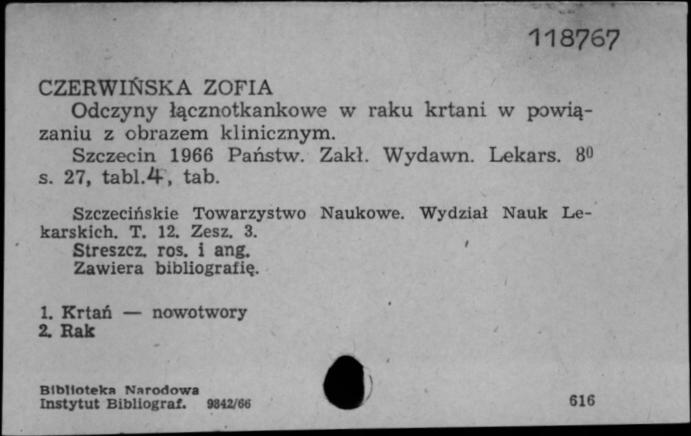 118767
CZERWIŃSKA ZOFIA
Odczyny łącznotkankowe w raku krtani w powią-
zaniu z obrazem klinicznym.
Szczecin 1966 Państw. Zakł. Wydawn. Lekars. 8⁰
s. 27, tabl.4, tab.
Szczecińskie Towarzystwo Naukowe. Wydział Nauk Le-
karskich. T. 12. Zesz. 3.
Streszcz. ros. i ang.
Zawiera bibliografię.
1. Krtań — nowotwory
2. Rak
Biblioteka Narodowa
Instytut Bibliograf. 9842/66 616